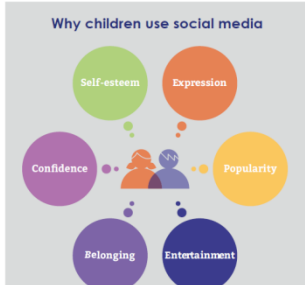 Why children use social media
Self-esteem
Expression
Confidence
Popularity
Belonging
Entertainment